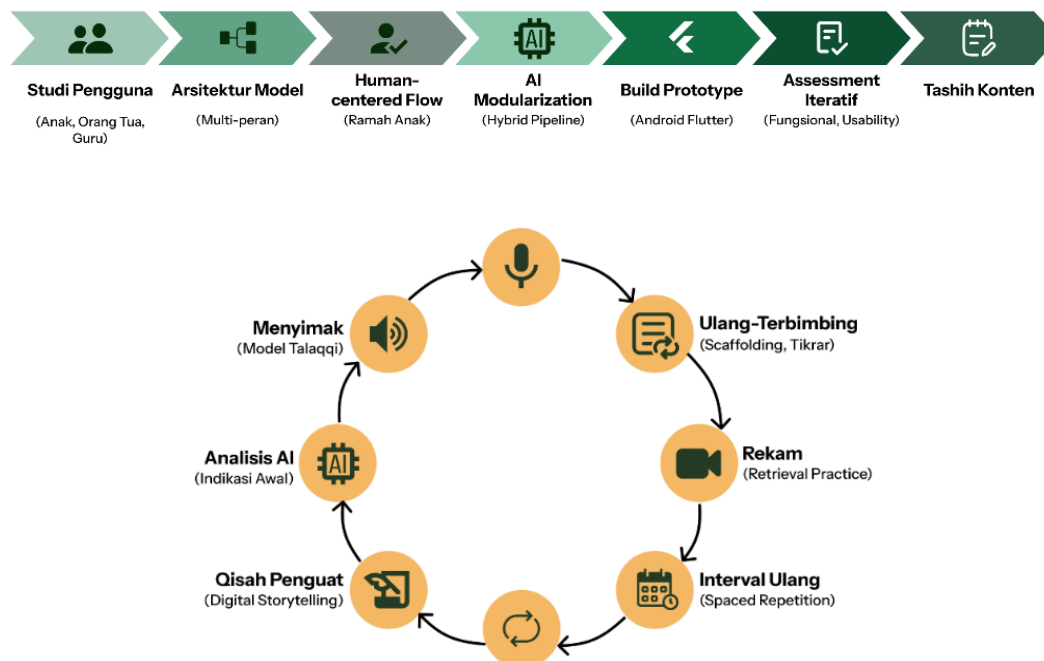 AI
Studi Pengguna
(Anak, Orang Tua,
Guru)
Arsitektur Model
(Multi-peran)
Human-
centered Flow
(Ramah Anak)
AI
Modularization
(Hybrid Pipeline)
Build Prototype
(Android Flutter)
Assessment
Iteratif
(Fungsional, Usability)
Tashih Konten
Menyimak
(Model Talaqqi)
Ulang-Terbimbing
(Scaffolding, Tikrar)
Analisis AI
(Indikasi Awal)
AI
Rekam
(Retrieval Practice)
Qisah Penguat
(Digital Storytelling)
Interval Ulang
(Spaced Repetition)